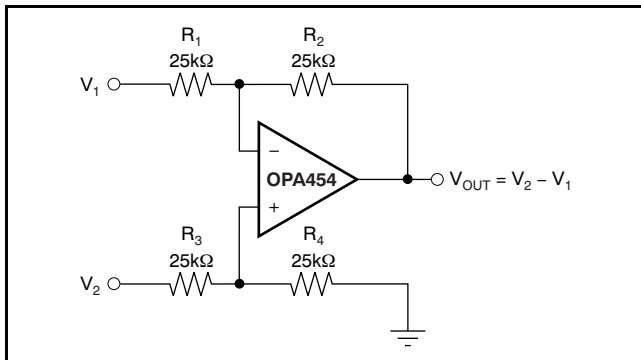 R1 R2
25kΩ 25kΩ
V1
−
OPA454
+
VOUT = V2 – V1
R3 R4
25kΩ 25kΩ
V2